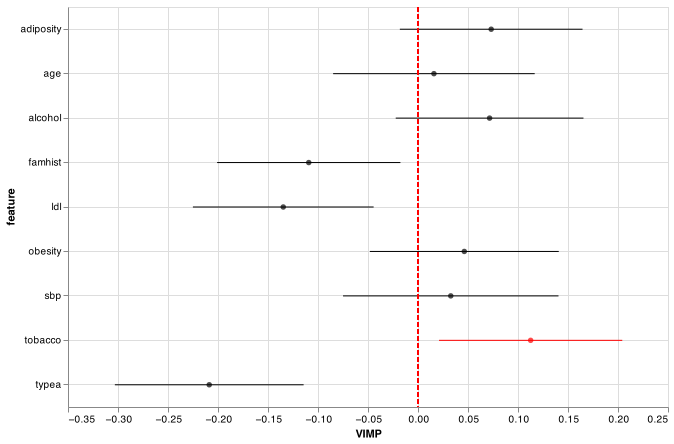 adiposity
age
alcohol
famhist
ldl
obesity
sbp
tobacco
typea
feature
−0.35 −0.30 −0.25 −0.20 −0.15 −0.10 −0.05 0.00 0.05 0.10 0.15 0.20 0.25
VIMP